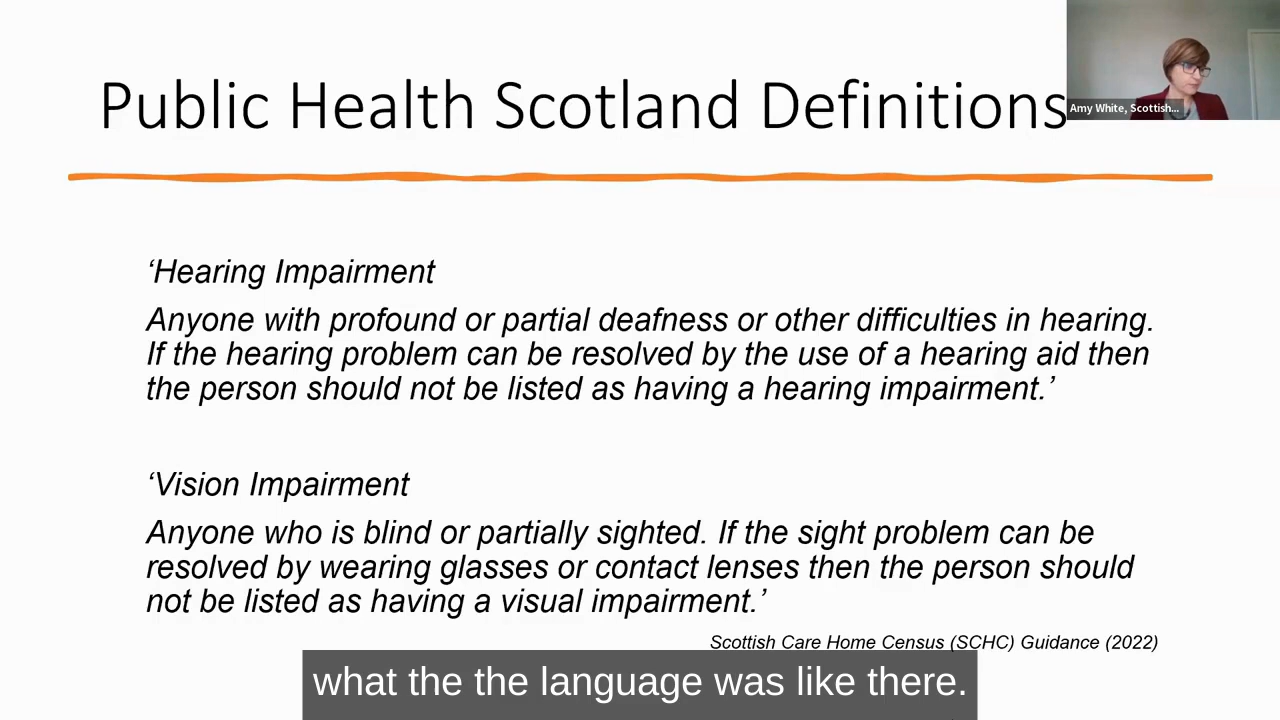 Public Health Scotland Definitions
Amy White, Scottish...
‘Hearing Impairment
Anyone with profound or partial deafness or other difficulties in hearing.
If the hearing problem can be resolved by the use of a hearing aid then
the person should not be listed as having a hearing impairment.’
‘Vision Impairment
Anyone who is blind or partially sighted. If the sight problem can be
resolved by wearing glasses or contact lenses then the person should
not be listed as having a visual impairment.’
Scottish Care Home Census (SCHC) Guidance (2022)
what the the language was like there.